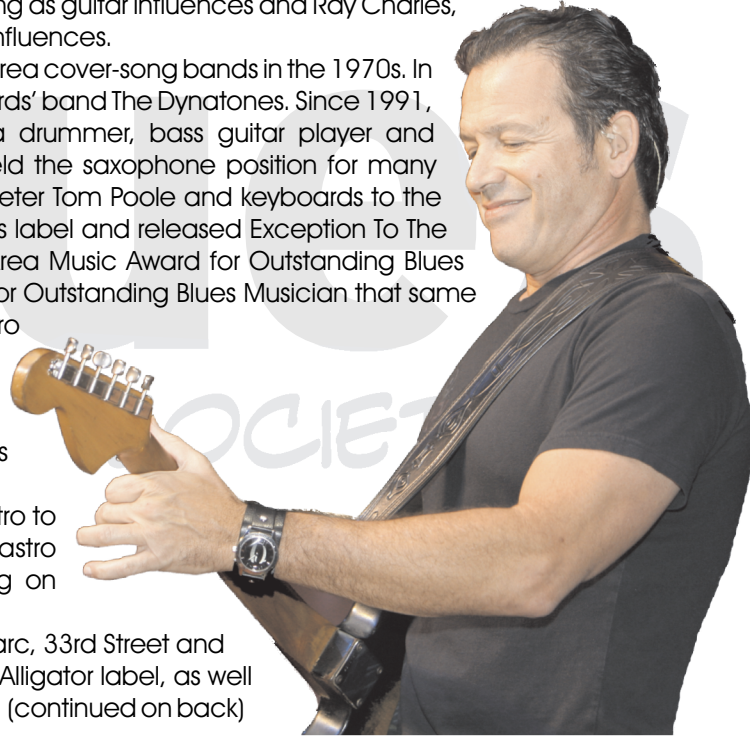 ng as guitar influences and Ray Charles,
nfluences.
rea cover-song bands in the 1970s. In
rds’ band The Dynatones. Since 1991,
a drummer, bass guitar player and
eld the saxophone position for many
eter Tom Poole and keyboards to the
s label and released Exception To The
rea Music Award for Outstanding Blues
or Outstanding Blues Musician that same
ro
s
tro to
astro
g on
arc, 33rd Street and
Alligator label, as well
(continued on back)
ues
SOCIET